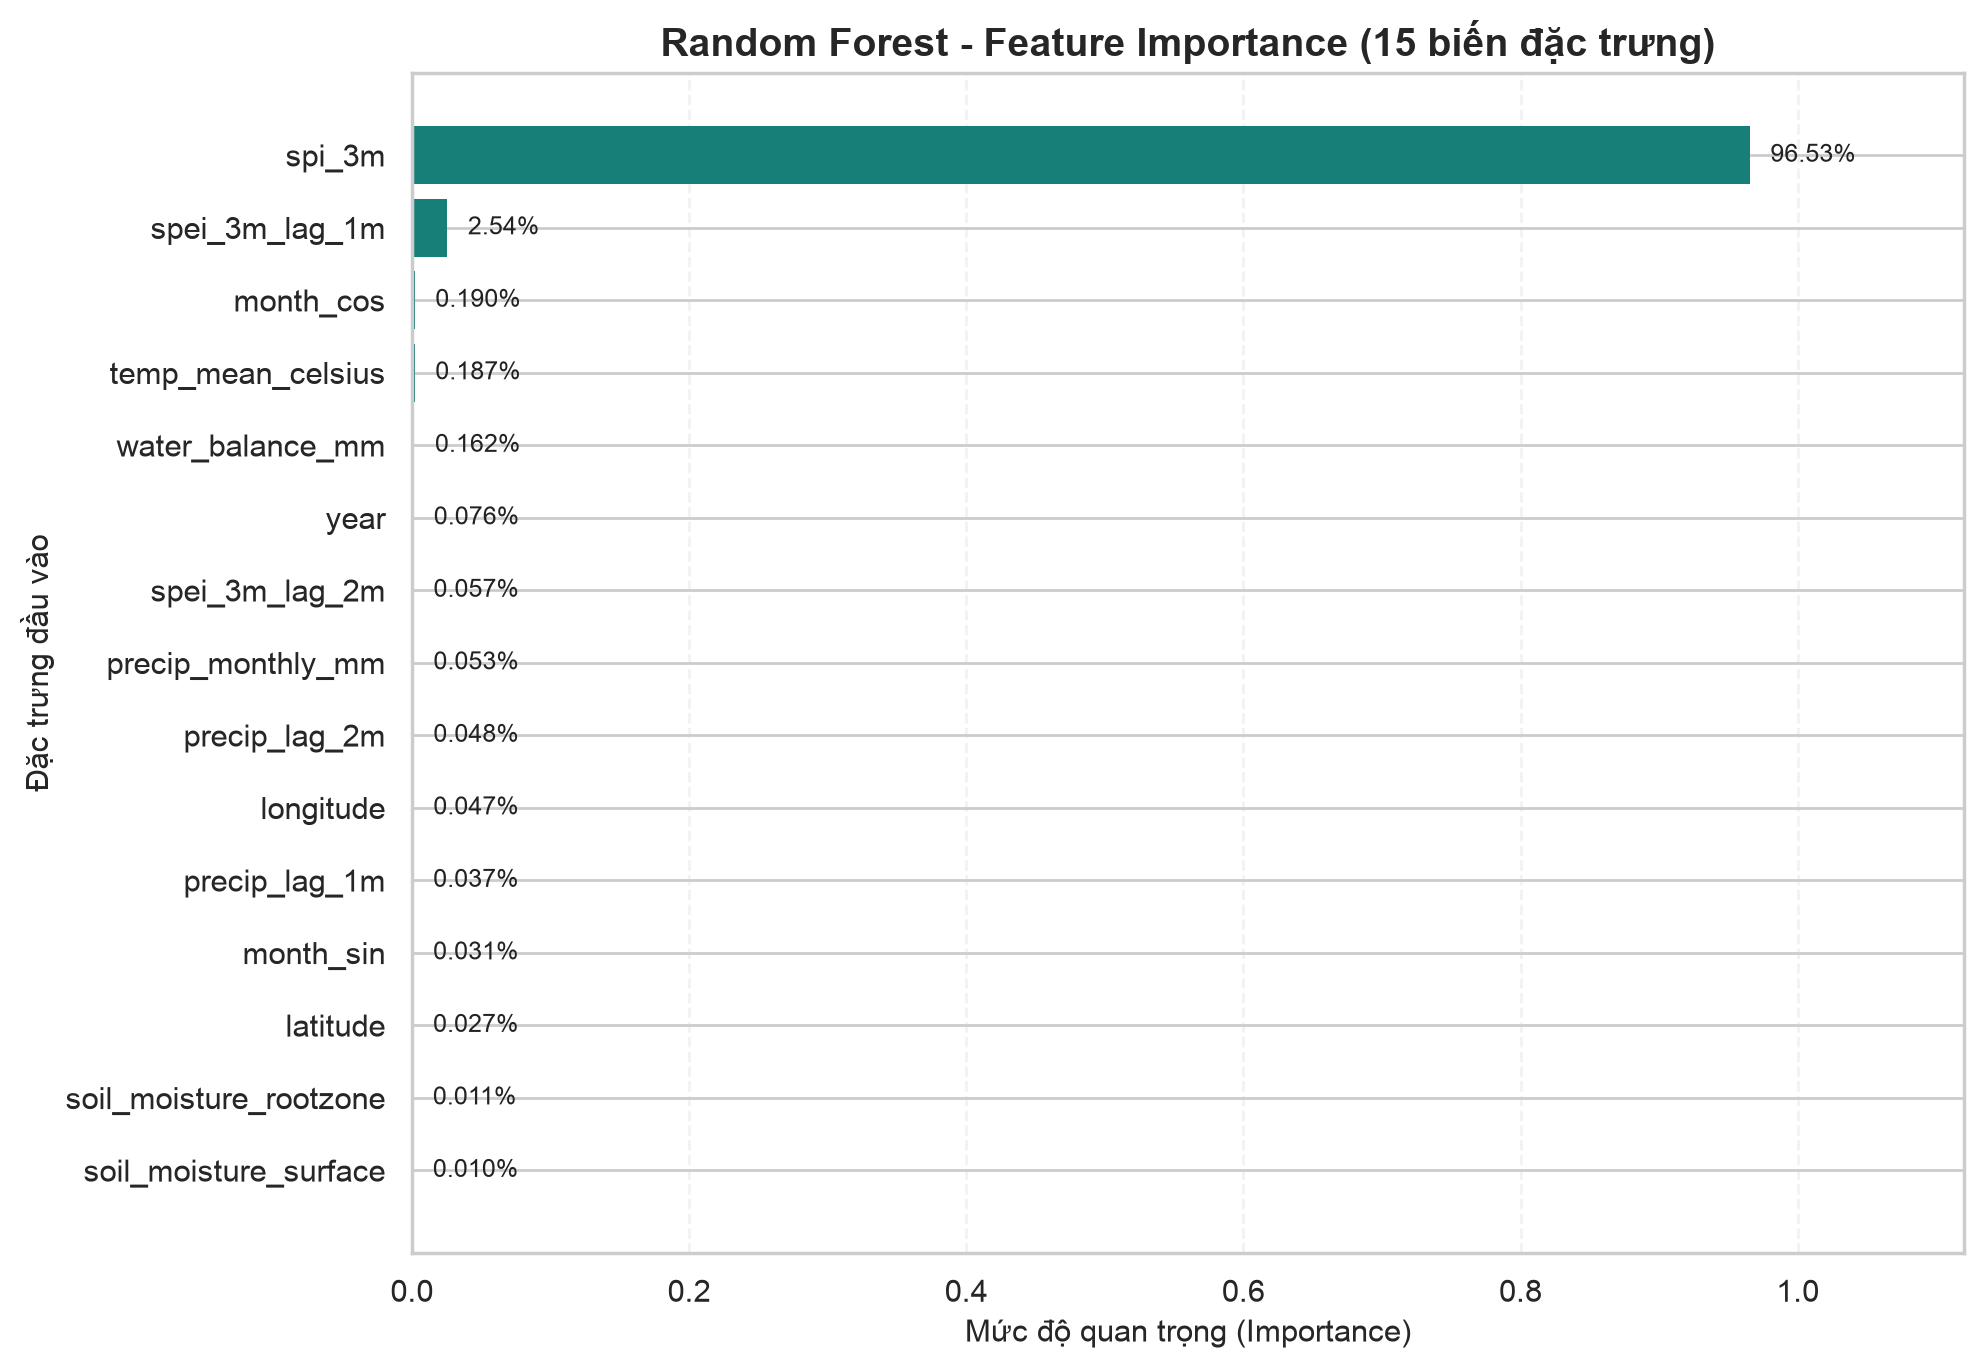 Random Forest - Feature Importance (15 biến đặc trưng)
spi_3m 96.53%
spei_3m_lag_1m 2.54%
month_cos 0.190%
temp_mean_celsius 0.187%
water_balance_mm 0.162%
year 0.076%
spei_3m_lag_2m 0.057%
precip_monthly_mm 0.053%
precip_lag_2m 0.048%
longitude 0.047%
precip_lag_1m 0.037%
month_sin 0.031%
latitude 0.027%
soil_moisture_rootzone 0.011%
soil_moisture_surface 0.010%
Đặc trưng đầu vào
0.0 0.2 0.4 0.6 0.8 1.0
Mức độ quan trọng (Importance)